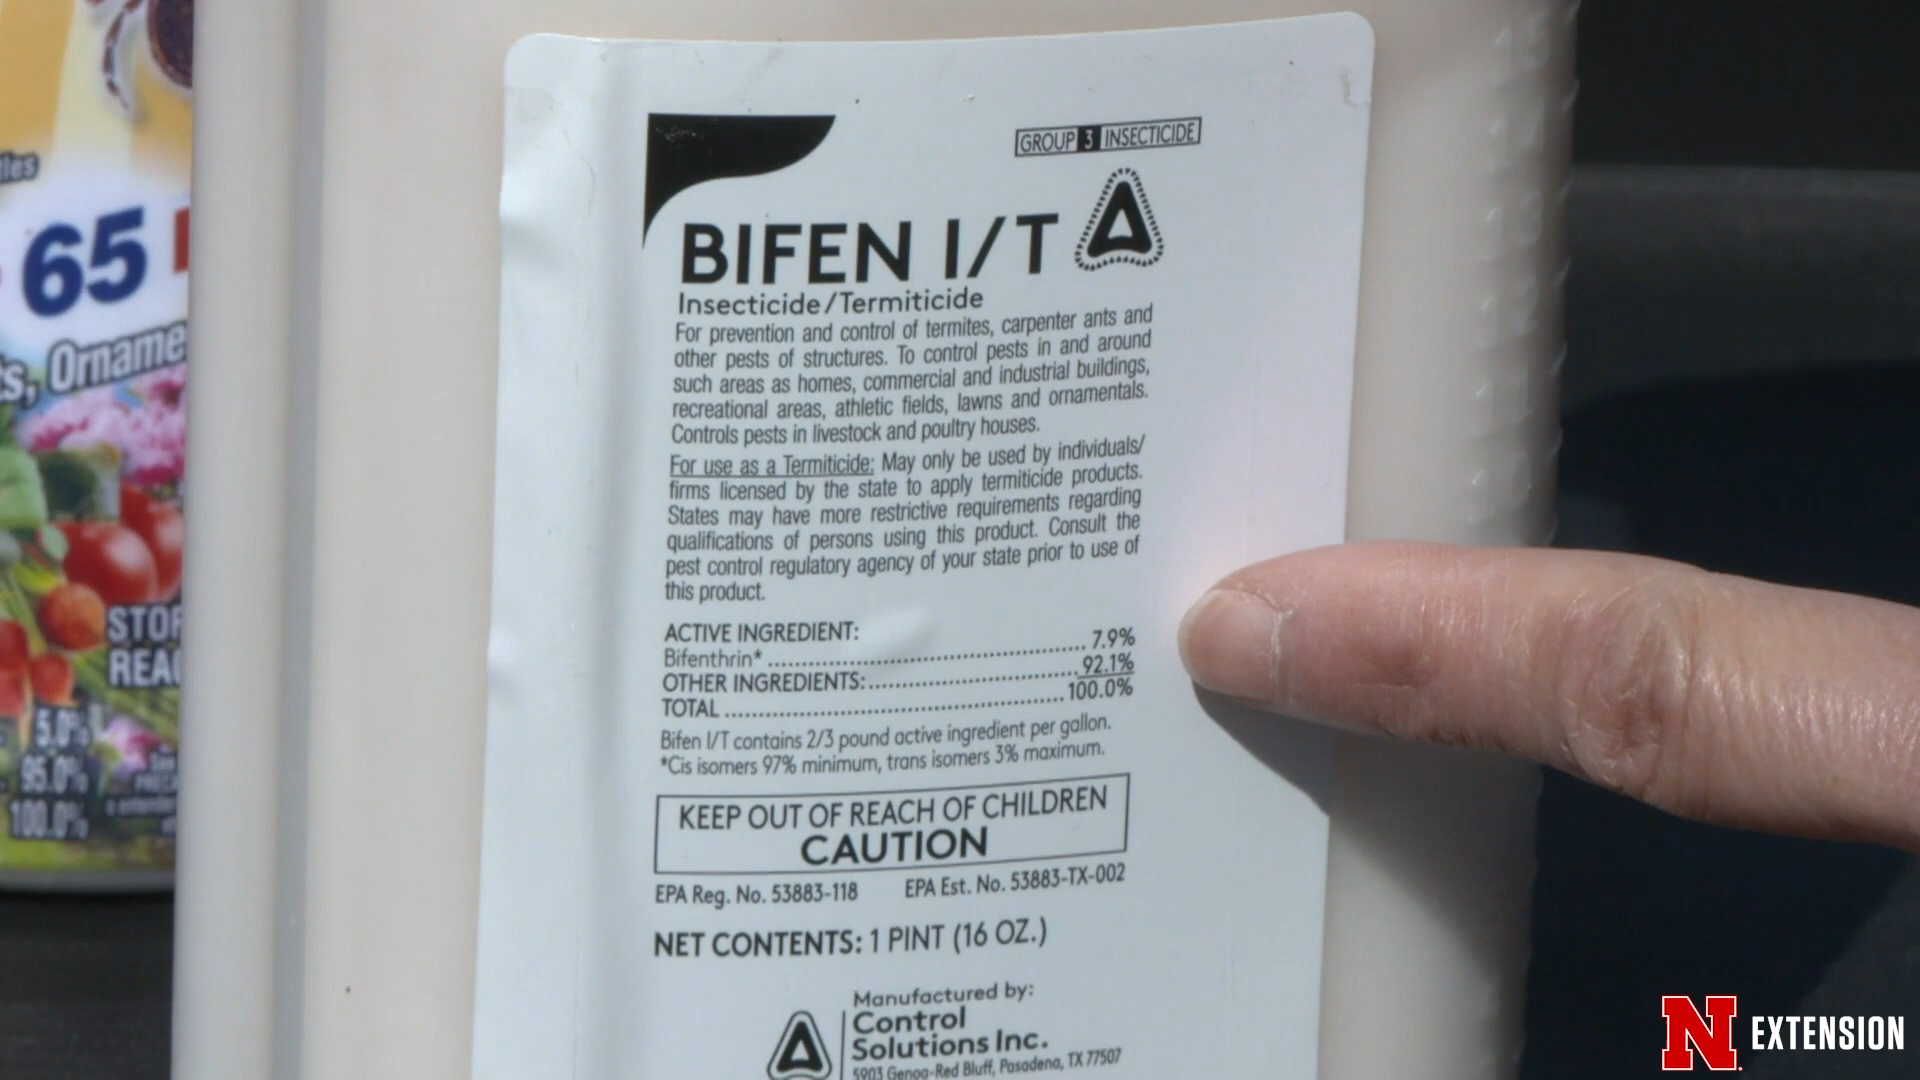 GROUP 3 INSECTICIDE
BIFEN I/T
Insecticide/Termiticide
For prevention and control of termites, carpenter ants and
other pests of structures. To control pests in and around
such areas as homes, commercial and industrial buildings,
recreational areas, athletic fields, lawns and ornamentals.
Controls pests in livestock and poultry houses.
For use as a Termiticide: May only be used by individuals/
firms licensed by the state to apply termiticide products.
States may have more restrictive requirements regarding
qualifications of persons using this product. Consult the
pest control regulatory agency of your state prior to use of
this product.
ACTIVE INGREDIENT:
Bifenthrin* 7.9%
OTHER INGREDIENTS: 92.1%
TOTAL 100.0%
Bifen I/T contains 2/3 pound active ingredient per gallon.
*Cis isomers 97% minimum, trans isomers 3% maximum.
KEEP OUT OF REACH OF CHILDREN
CAUTION
EPA Reg. No. 53883-118 EPA Est. No. 53883-TX-002
NET CONTENTS: 1 PINT (16 OZ.)
Manufactured by:
Control
Solutions Inc.
5903 Genoa-Red Bluff, Pasadena, TX 77507
65
5.0%
95.0%
100.0%
N EXTENSION